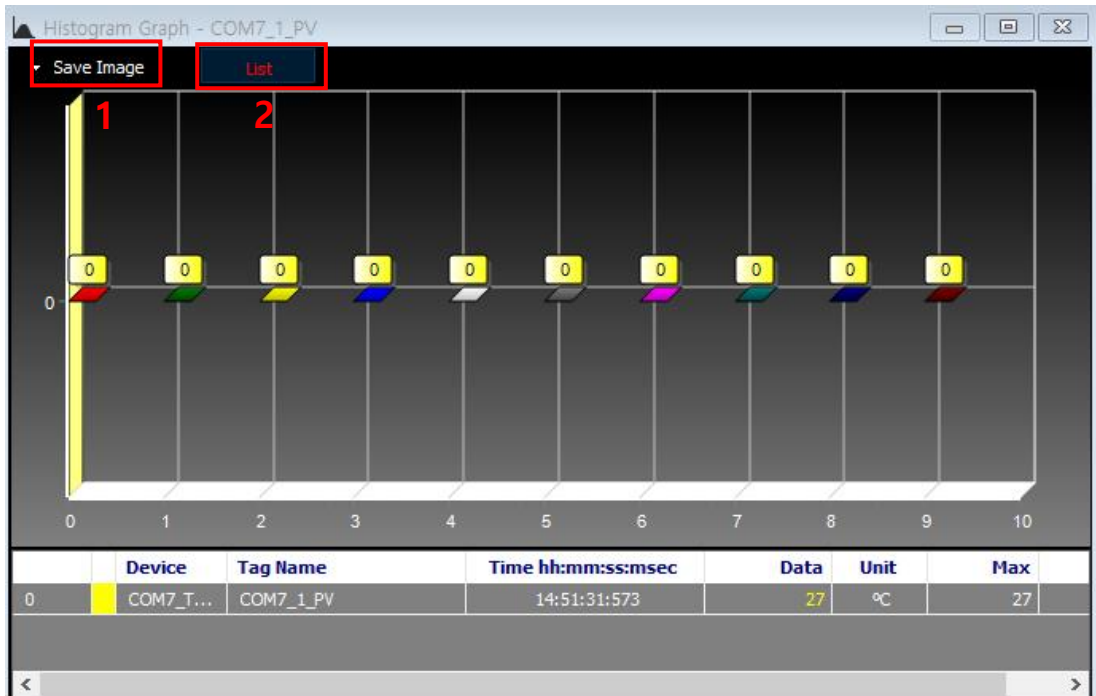 Histogram Graph - COM7_1_PV
Save Image List
1 2
0 0 0 0 0 0 0 0 0 0
0
0 1 2 3 4 5 6 7 8 9 10
Device Tag Name Time hh:mm:ss:msec Data Unit Max
0 COM7_T... COM7_1_PV 14:51:31:573 27 ºC 27